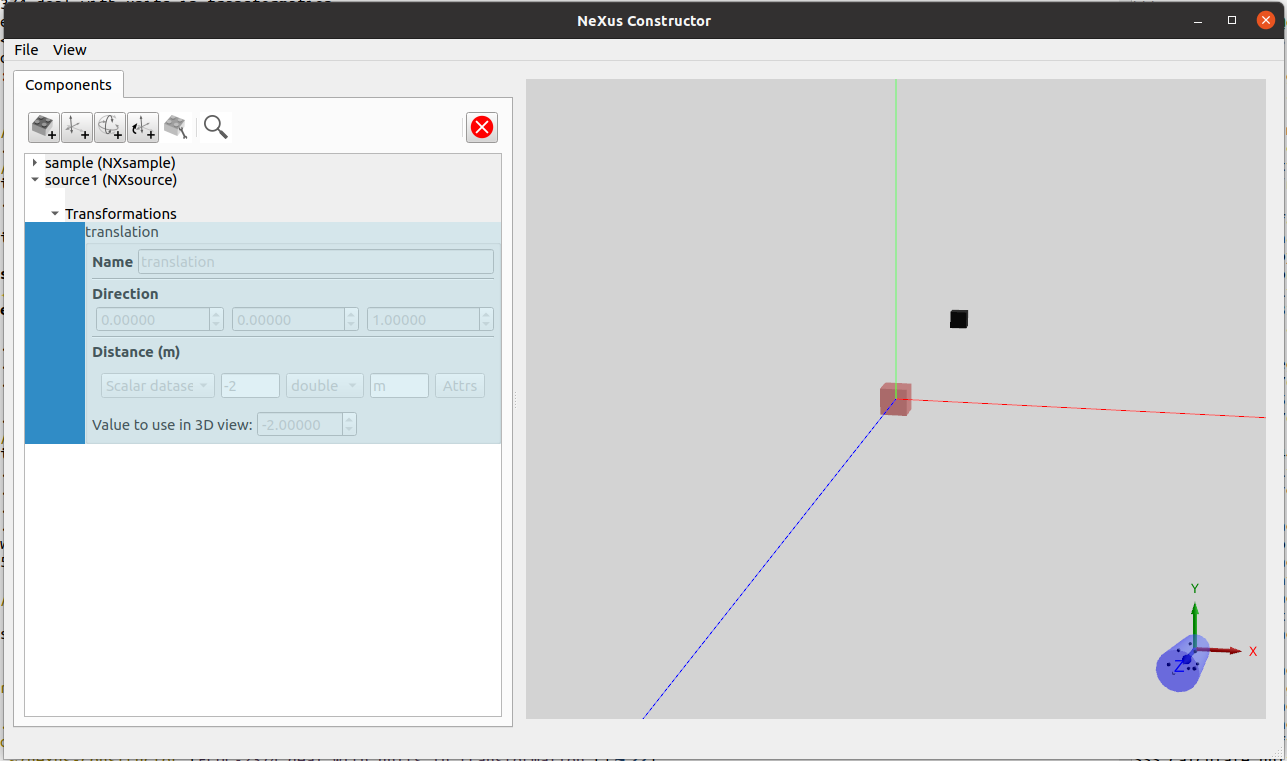 NeXus Constructor
File View
Components
sample (NXsample)
source1 (NXsource)
Transformations
translation
Name translation
Direction
0.00000 0.00000 1.00000
Distance (m)
Scalar datase -2 double m Attrs
Value to use in 3D view: -2.00000
Y
X
Z